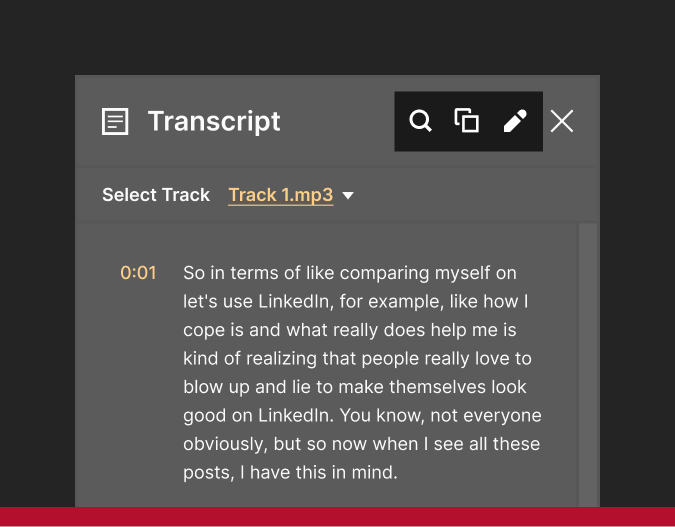 Transcript
Select Track Track 1.mp3
0:01 So in terms of like comparing myself on
let's use LinkedIn, for example, like how I
cope is and what really does help me is
kind of realizing that people really love to
blow up and lie to make themselves look
good on LinkedIn. You know, not everyone
obviously, but so now when I see all these
posts, I have this in mind.